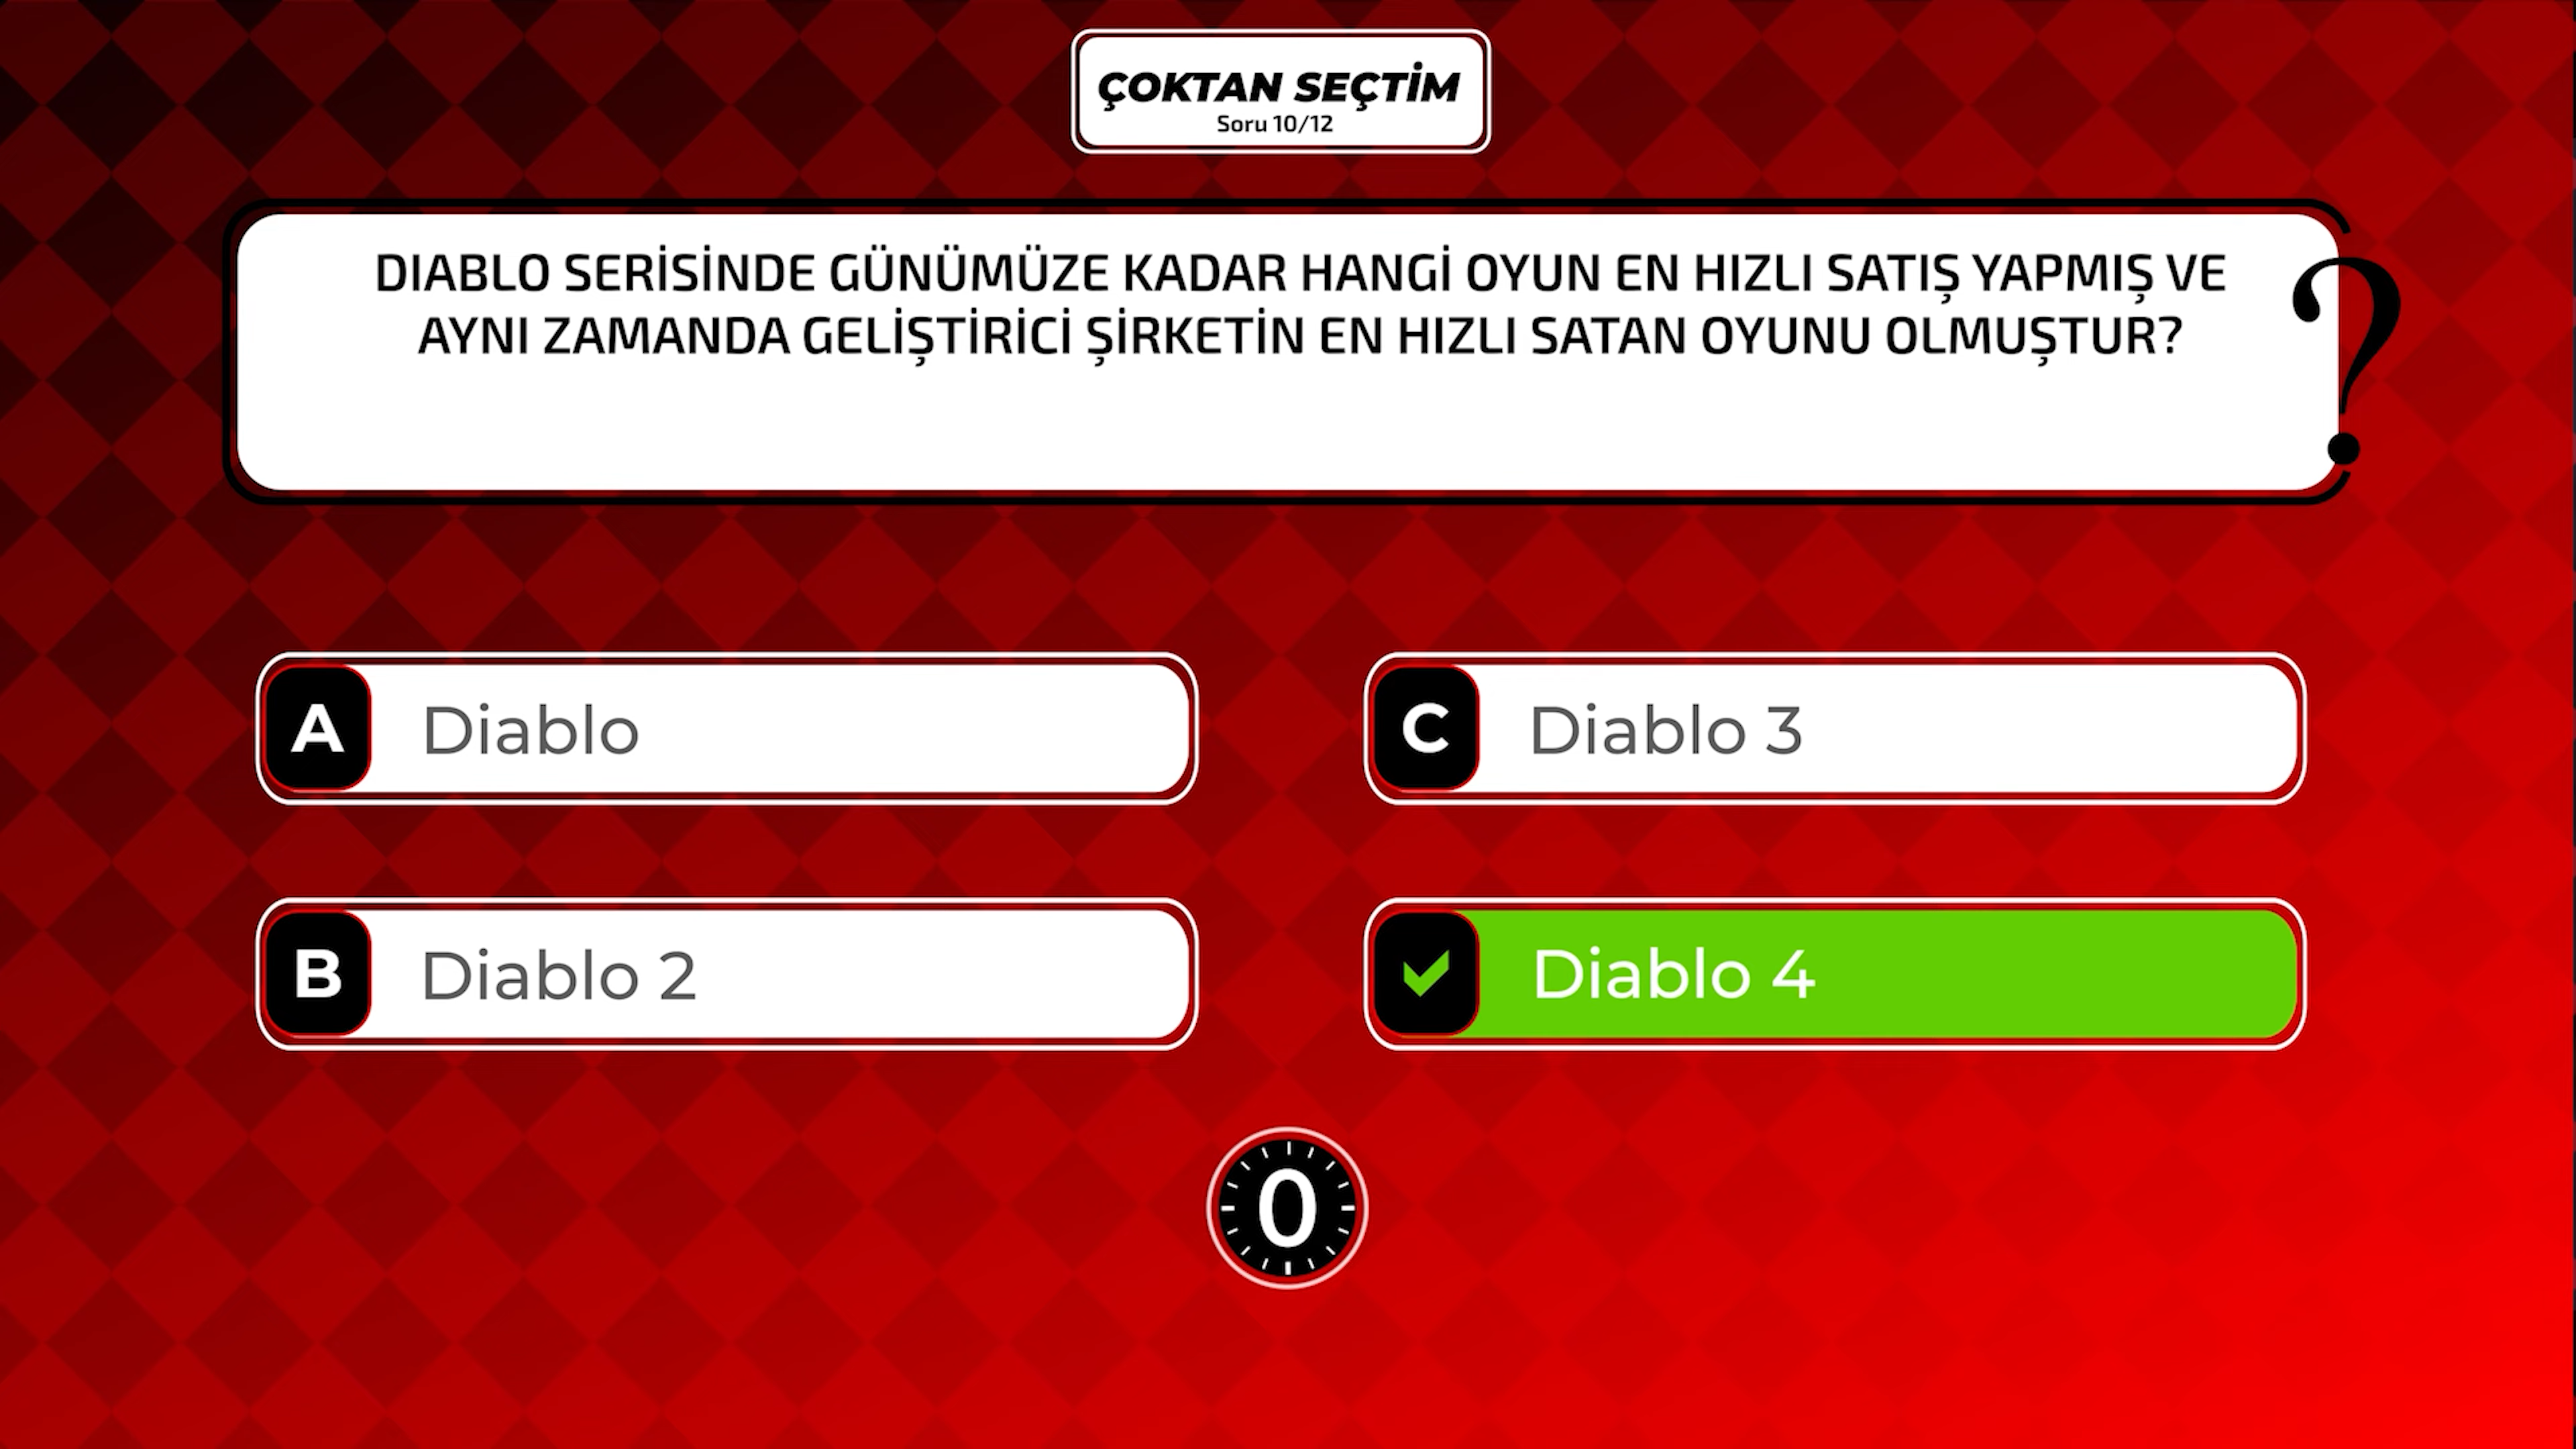 ÇOKTAN SEÇTİM
Soru 10/12
DIABLO SERİSİNDE GÜNÜMÜZE KADAR HANGİ OYUN EN HIZLI SATIŞ YAPMIŞ VE
AYNI ZAMANDA GELİŞTİRİCİ ŞİRKETİN EN HIZLI SATAN OYUNU OLMUŞTUR?
?
A Diablo
B Diablo 2
C Diablo 3
Diablo 4
0